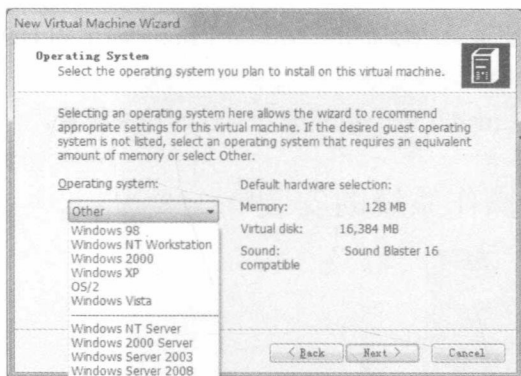 New Virtual Machine Wizard
Operating System
Select the operating system you plan to install on this virtual machine.
Selecting an operating system here allows the wizard to recommend
appropriate settings for this virtual machine. If the desired guest operating
system is not listed, select an operating system that requires an equivalent
amount of memory or select Other.
Operating system:
Other
Windows 98
Windows NT Workstation
Windows 2000
Windows XP
OS/2
Windows Vista
Windows NT Server
Windows 2000 Server
Windows Server 2003
Windows Server 2008
Default hardware selection:
Memory: 128 MB
Virtual disk: 16,384 MB
Sound: Sound Blaster 16
compatible
< Back
Next >
Cancel